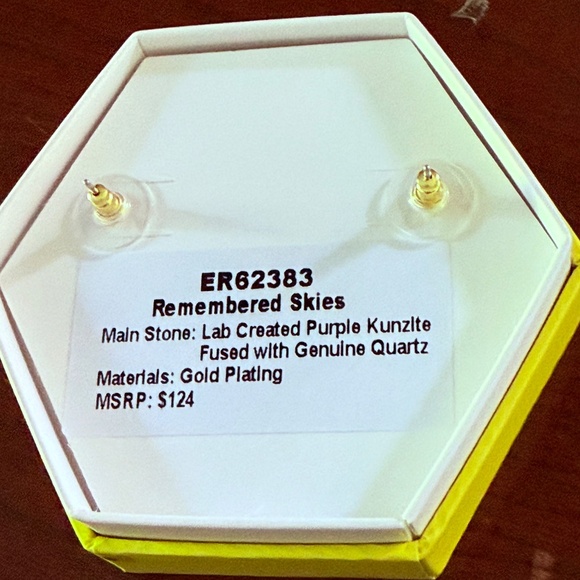 ER62383
Remembered Skies
Main Stone: Lab Created Purple Kunzite
Fused with Genuine Quartz
Materials: Gold Plating
MSRP: $124